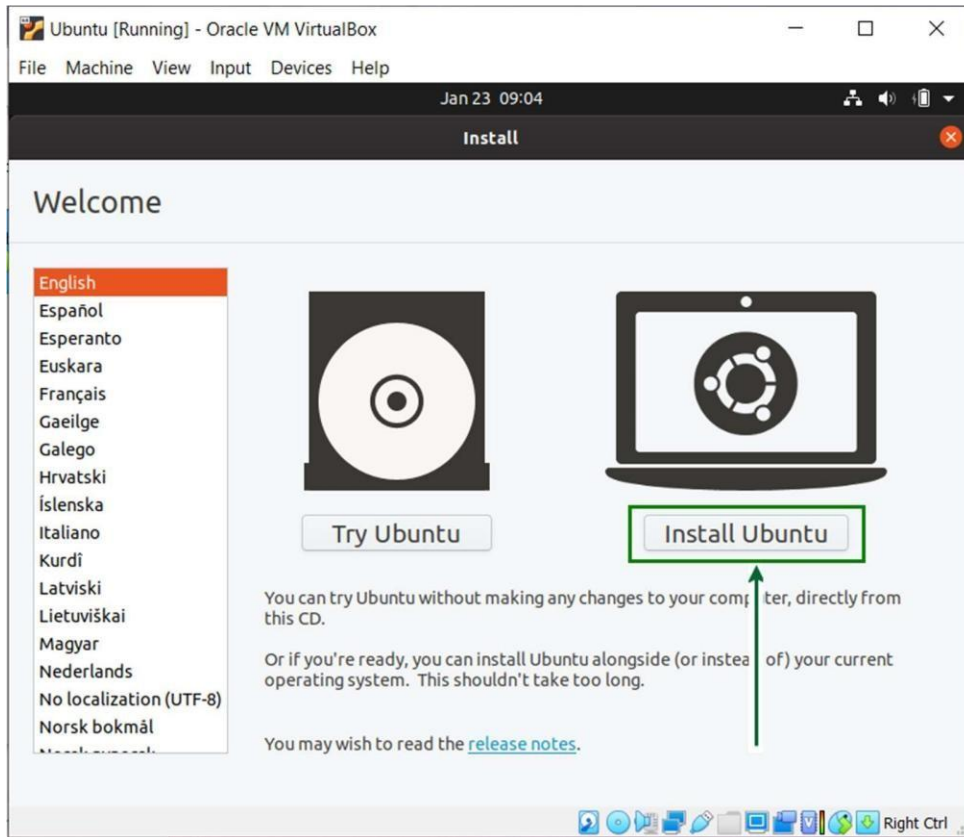 Ubuntu [Running] - Oracle VM VirtualBox
File Machine View Input Devices Help
Jan 23 09:04
Install
Welcome
English
Español
Esperanto
Euskara
Français
Gaeilge
Galego
Hrvatski
Íslenska
Italiano
Kurdî
Latviski
Lietuviškai
Magyar
Nederlands
No localization (UTF-8)
Norsk bokmål
Try Ubuntu
Install Ubuntu
You can try Ubuntu without making any changes to your computer, directly from
this CD.
Or if you're ready, you can install Ubuntu alongside (or instead of) your current
operating system. This shouldn't take too long.
You may wish to read the release notes.
Right Ctrl